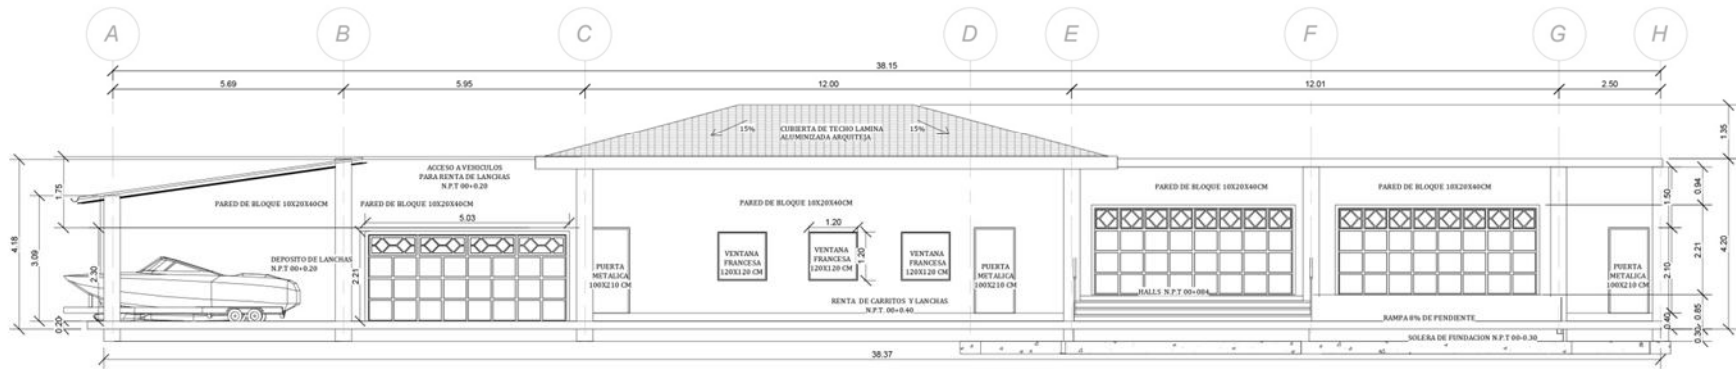 A
B
C
D
E
F
G
H
38.15
5.69
5.95
12.00
12.01
2.50
15%
CUBIERTA DE TECHO LAMINA
ALUMINIZADA ARQUITEJA
15%
1.35
ACCESO A VEHICULOS
PARA RENTA DE LANCHAS
N.P.T 00+0.20
1.75
4.18
3.09
2.30
0.20
PARED DE BLOQUE 10X20X40CM
PARED DE BLOQUE 10X20X40CM
PARED DE BLOQUE 10X20X40CM
PARED DE BLOQUE 10X20X40CM
PARED DE BLOQUE 10X20X40CM
5.03
2.21
DEPOSITO DE LANCHAS
N.P.T 00+0.20
PUERTA
METALICA
100X210 CM
VENTANA
FRANCESA
120X120 CM
1.20
1.20
VENTANA
FRANCESA
120X120 CM
VENTANA
FRANCESA
120X120 CM
PUERTA
METALICA
100X210 CM
RENTA DE CARRITOS Y LANCHAS
N.P.T. 00+0.40
HALLS N.P.T 00+084
PUERTA
METALICA
100X210 CM
RAMPA 8% DE PENDIENTE
SOLERA DE FUNDACION N.P.T 00-0.30
1.50
0.94
2.21
2.10
4.20
0.85
0.40
0.30
38.37